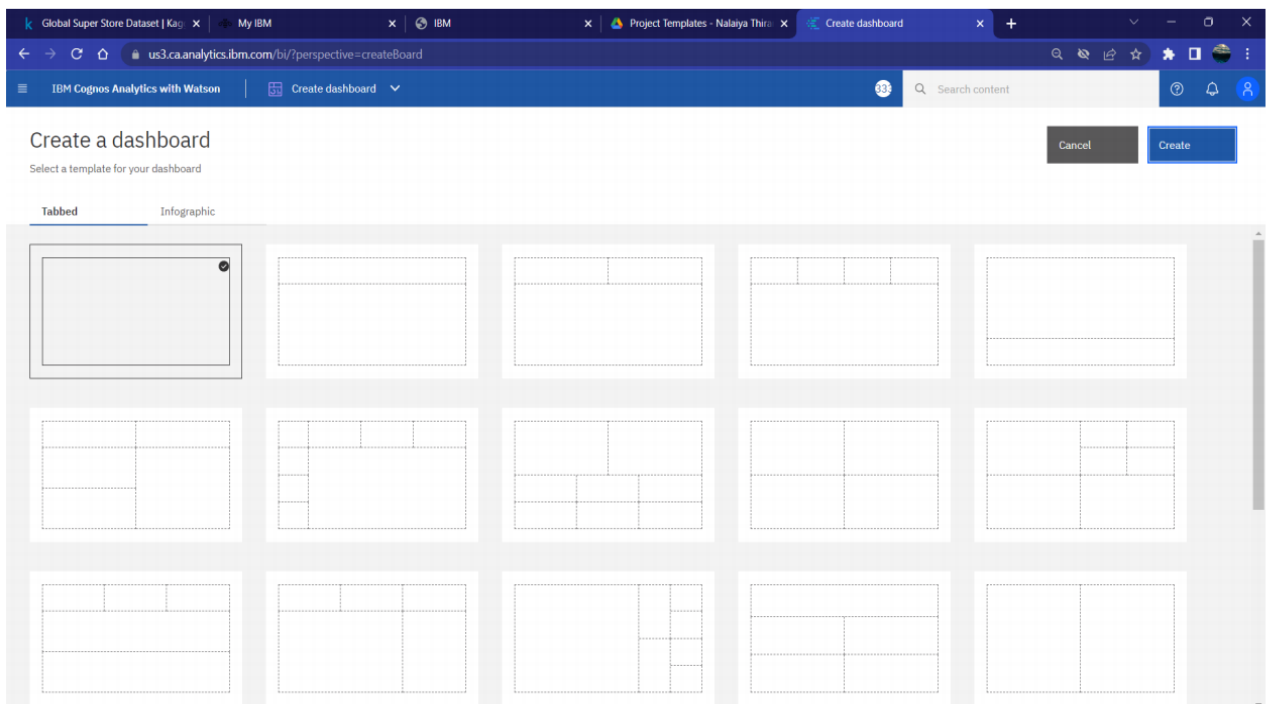 Global Super Store Dataset | Kag
My IBM
IBM
Project Templates - Nalaiya Thira
Create dashboard
us3.ca.analytics.ibm.com/bi/?perspective=createBoard
IBM Cognos Analytics with Watson
Create dashboard
333
Search content
Create a dashboard
Cancel
Create
Select a template for your dashboard
Tabbed
Infographic